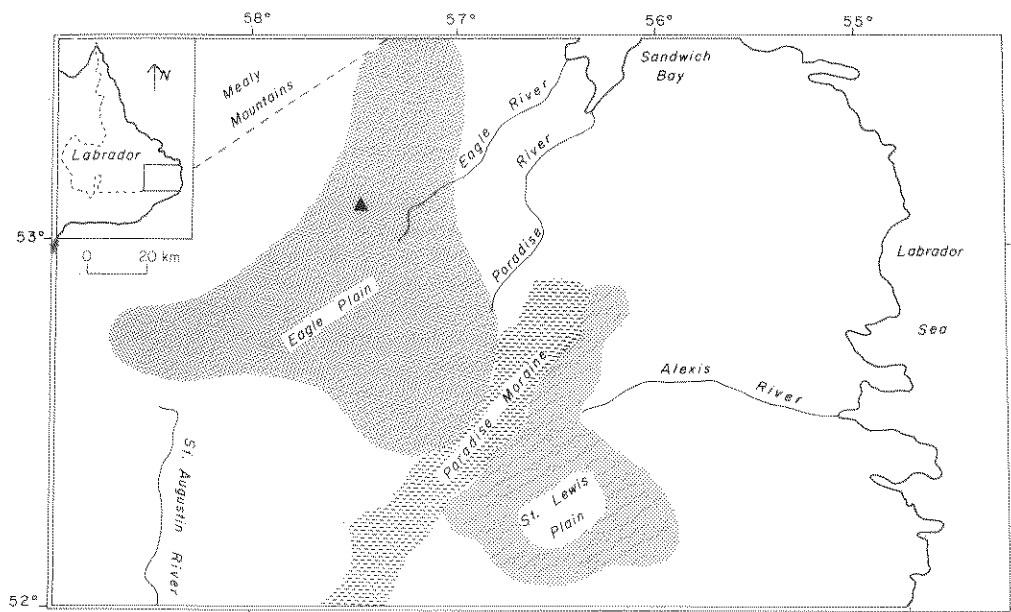 58°
57°
56°
55°
N
Labrador
Mealy
Mountains
Eagle River
Sandwich
Bay
Paradise River
53°
0 20 km
Eagle Plain
Labrador
Sea
Paradise Moraine
Alexis River
St. Augustin River
St. Lewis
Plain
52°